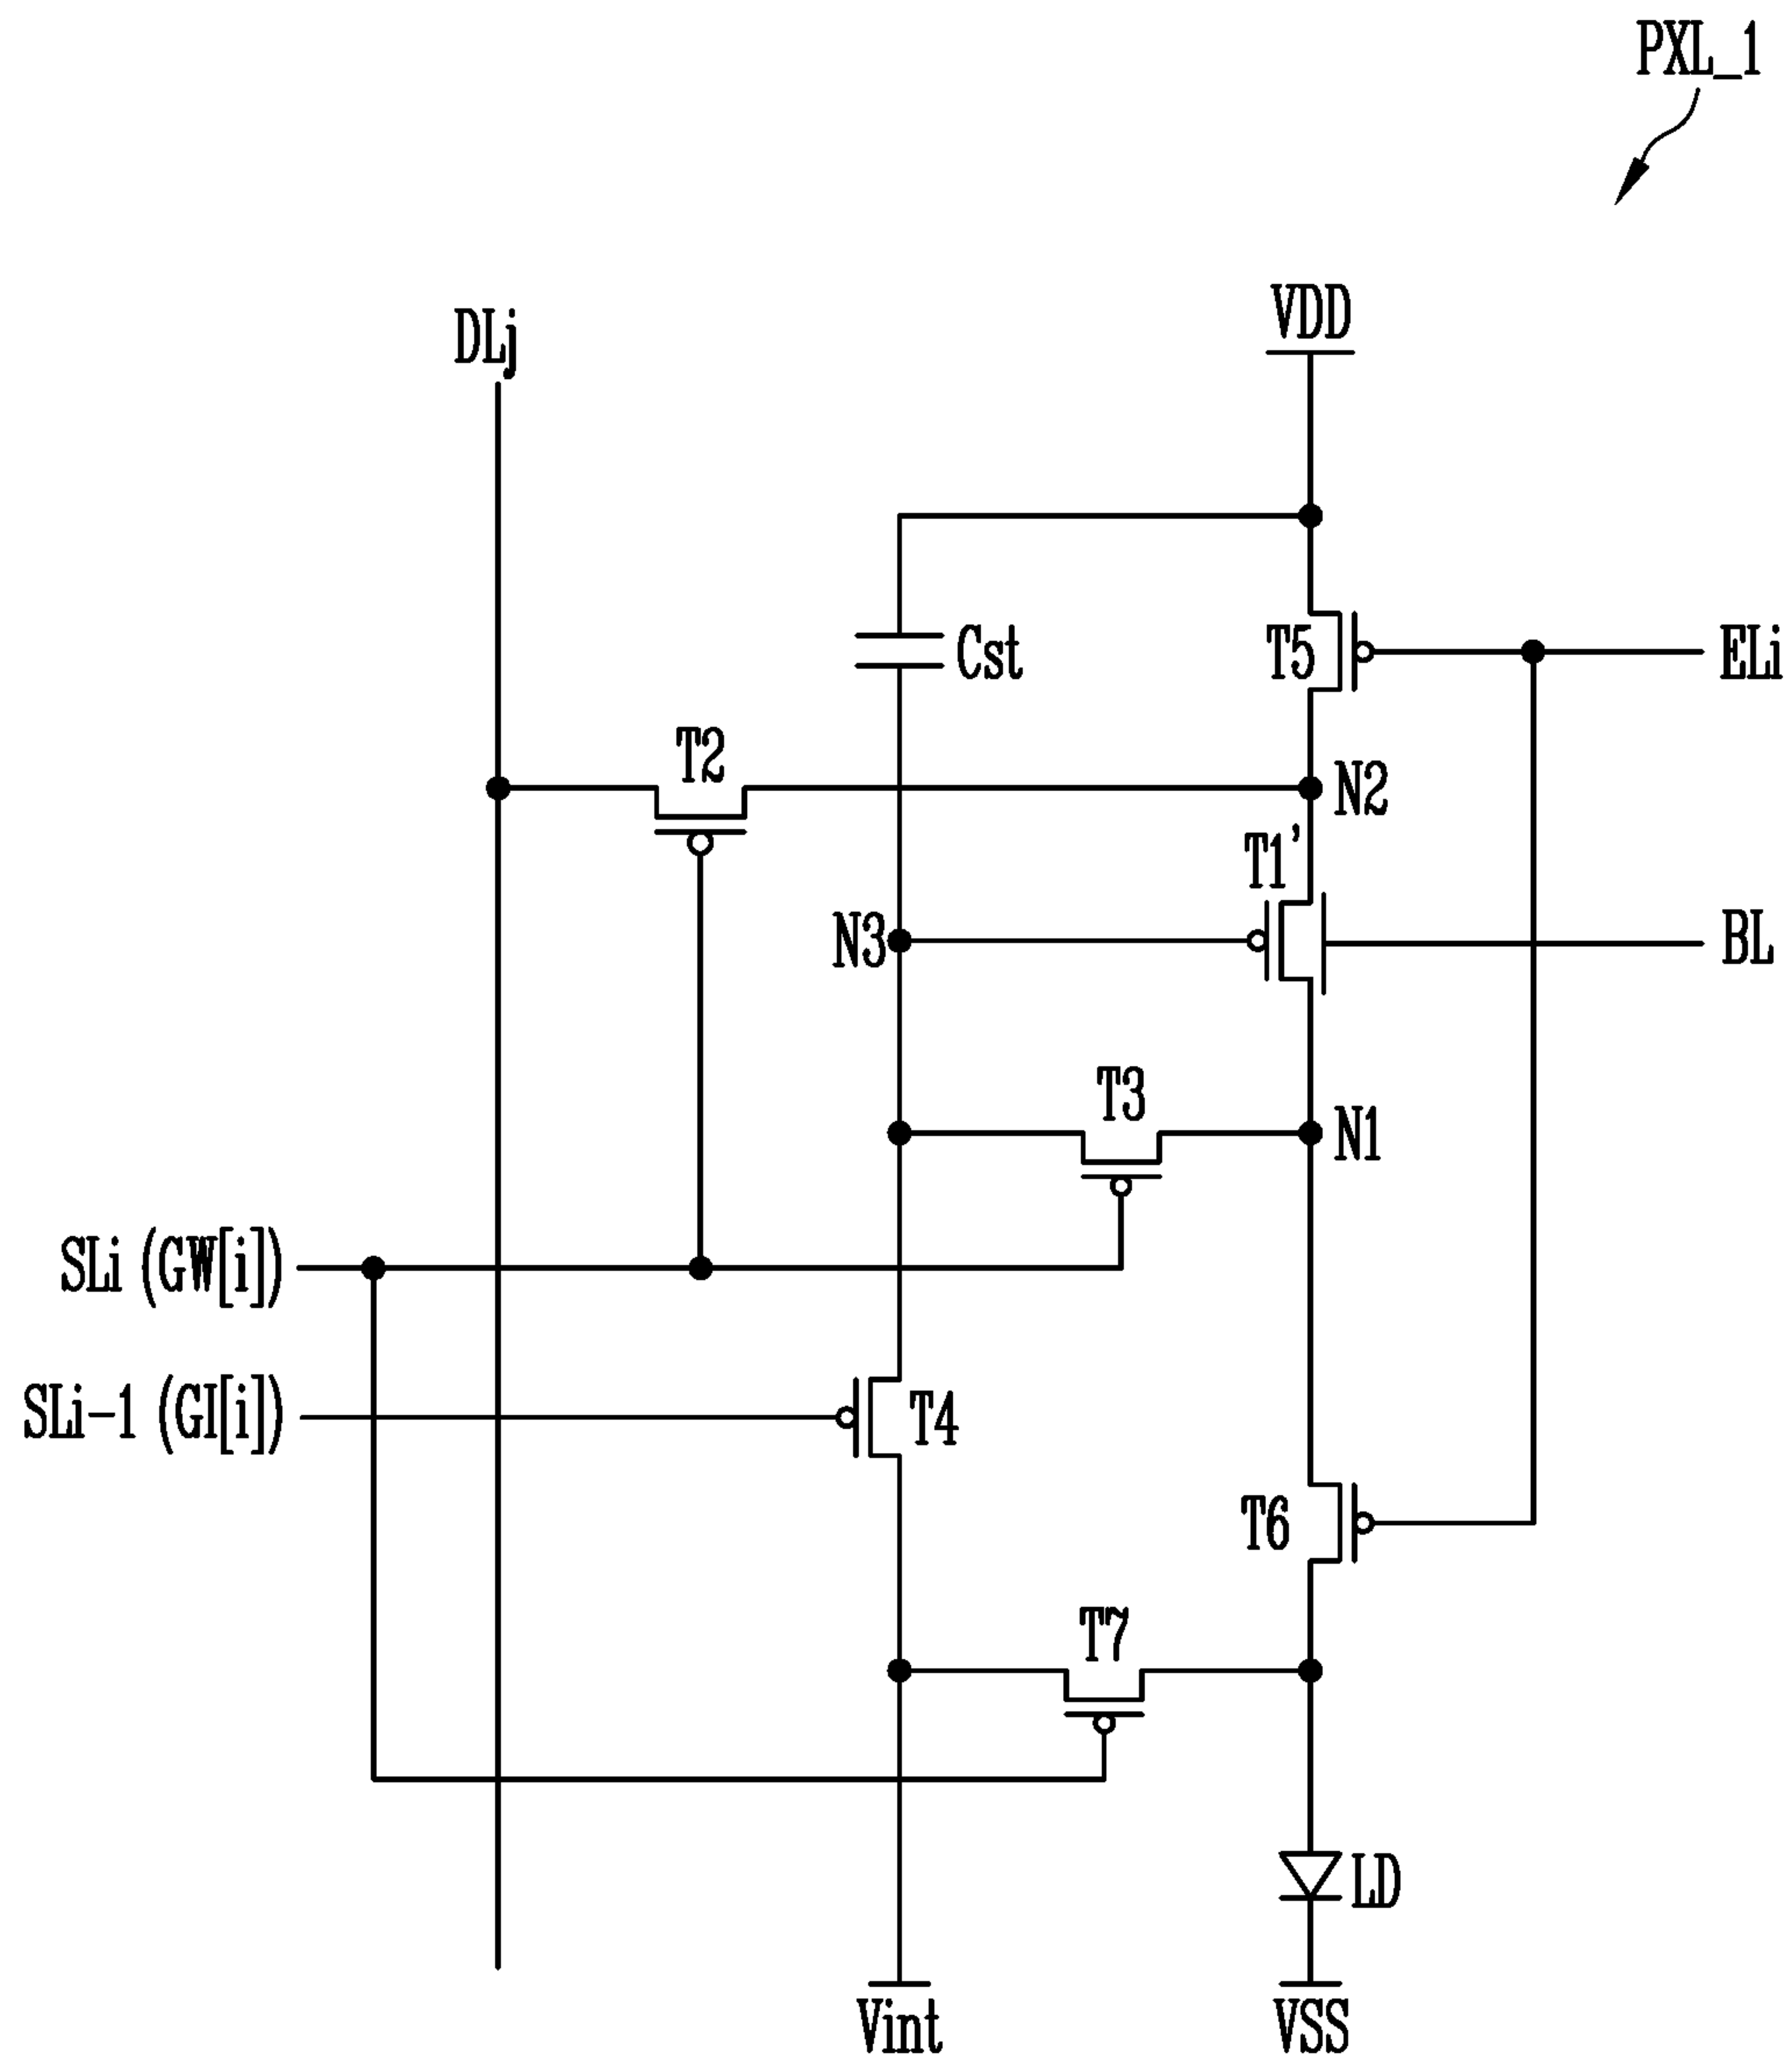 PXL_1
VDD
DLj
Cst
T5
ELi
T2
N2
T1'
N3
BL
T3
N1
SLi (GW[i])
SLi-1 (GI[i])
T4
T6
T7
LD
Vint
VSS